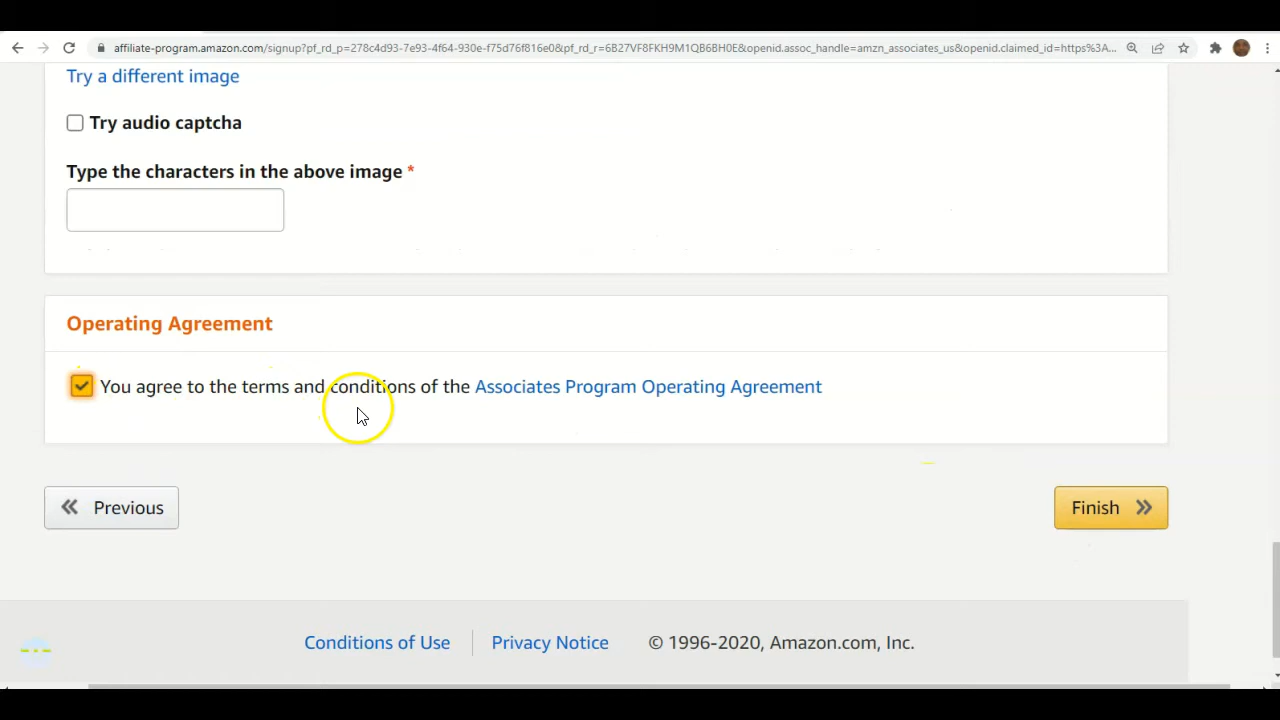 affiliate-program.amazon.com/signup?pf_rd_p=278c4d93-7e93-4f64-930e-f75d76f816e0&pf_rd_r=6B27VF8FKH9M1QB6BH0E&openid.assoc_handle=amzn_associates_us&openid.claimed_id=https%3A...
Try a different image
Try audio captcha
Type the characters in the above image *
Operating Agreement
You agree to the terms and conditions of the Associates Program Operating Agreement
Previous
Finish
Conditions of Use
Privacy Notice
© 1996-2020, Amazon.com, Inc.